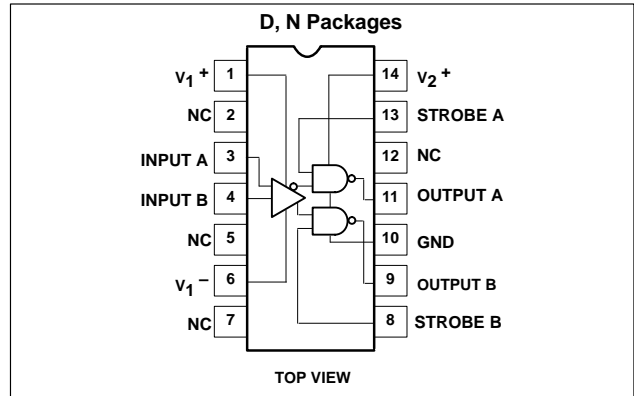 D, N Packages
V1+ 1 14 V2+
NC 2 13 STROBE A
INPUT A 3 12 NC
INPUT B 4 11 OUTPUT A
NC 5 10 GND
V1– 6 9 OUTPUT B
NC 7 8 STROBE B
TOP VIEW